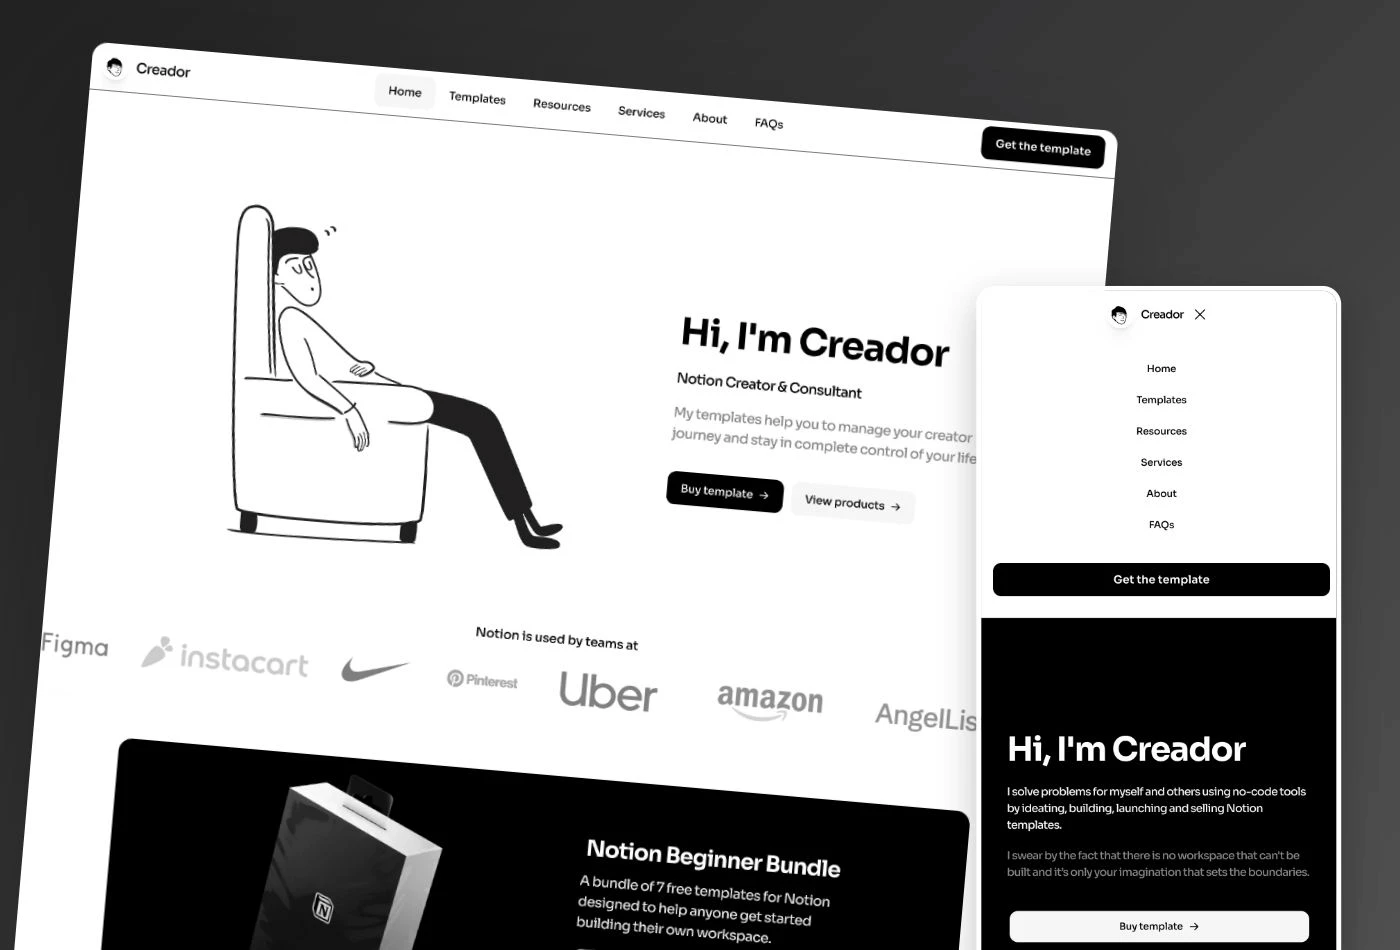 Creador
Home
Templates
Resources
Services
About
FAQs
Get the template
Hi, I'm Creador
Notion Creator & Consultant
My templates help you to manage your creator
journey and stay in complete control of your life
Buy template →
View products →
Notion is used by teams at
Figma
instacart
Pinterest
Uber
amazon
AngelLis
Notion Beginner Bundle
A bundle of 7 free templates for Notion
designed to help anyone get started
building their own workspace.
Creador
Home
Templates
Resources
Services
About
FAQs
Get the template
Hi, I'm Creador
I solve problems for myself and others using no-code tools
by ideating, building, launching and selling Notion
templates.
I swear by the fact that there is no workspace that can't be
built and it's only your imagination that sets the boundaries.
Buy template →